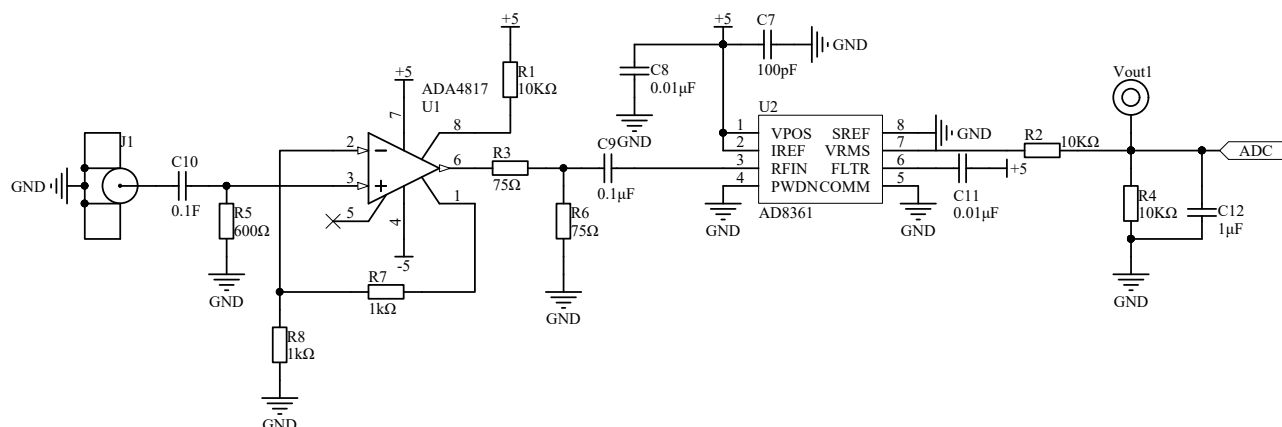 +5
C7
GND
100pF
C8
0.01μF
GND
+5
R1
10KΩ
ADA4817
U1
+5
7
8
2
3
6
1
5
4
-5
J1
GND
C10
0.1F
R5
600Ω
GND
R7
1kΩ
R8
1kΩ
GND
R3
75Ω
C9
0.1μF
R6
75Ω
GND
U2
1 VPOS SREF 8
2 IREF VRMS 7
3 RFIN FLTR 6
4 PWDN COMM 5
AD8361
GND
GND
GND
C11
0.01μF
+5
R2
10KΩ
Vout1
ADC
R4
10KΩ
C12
1μF
GND